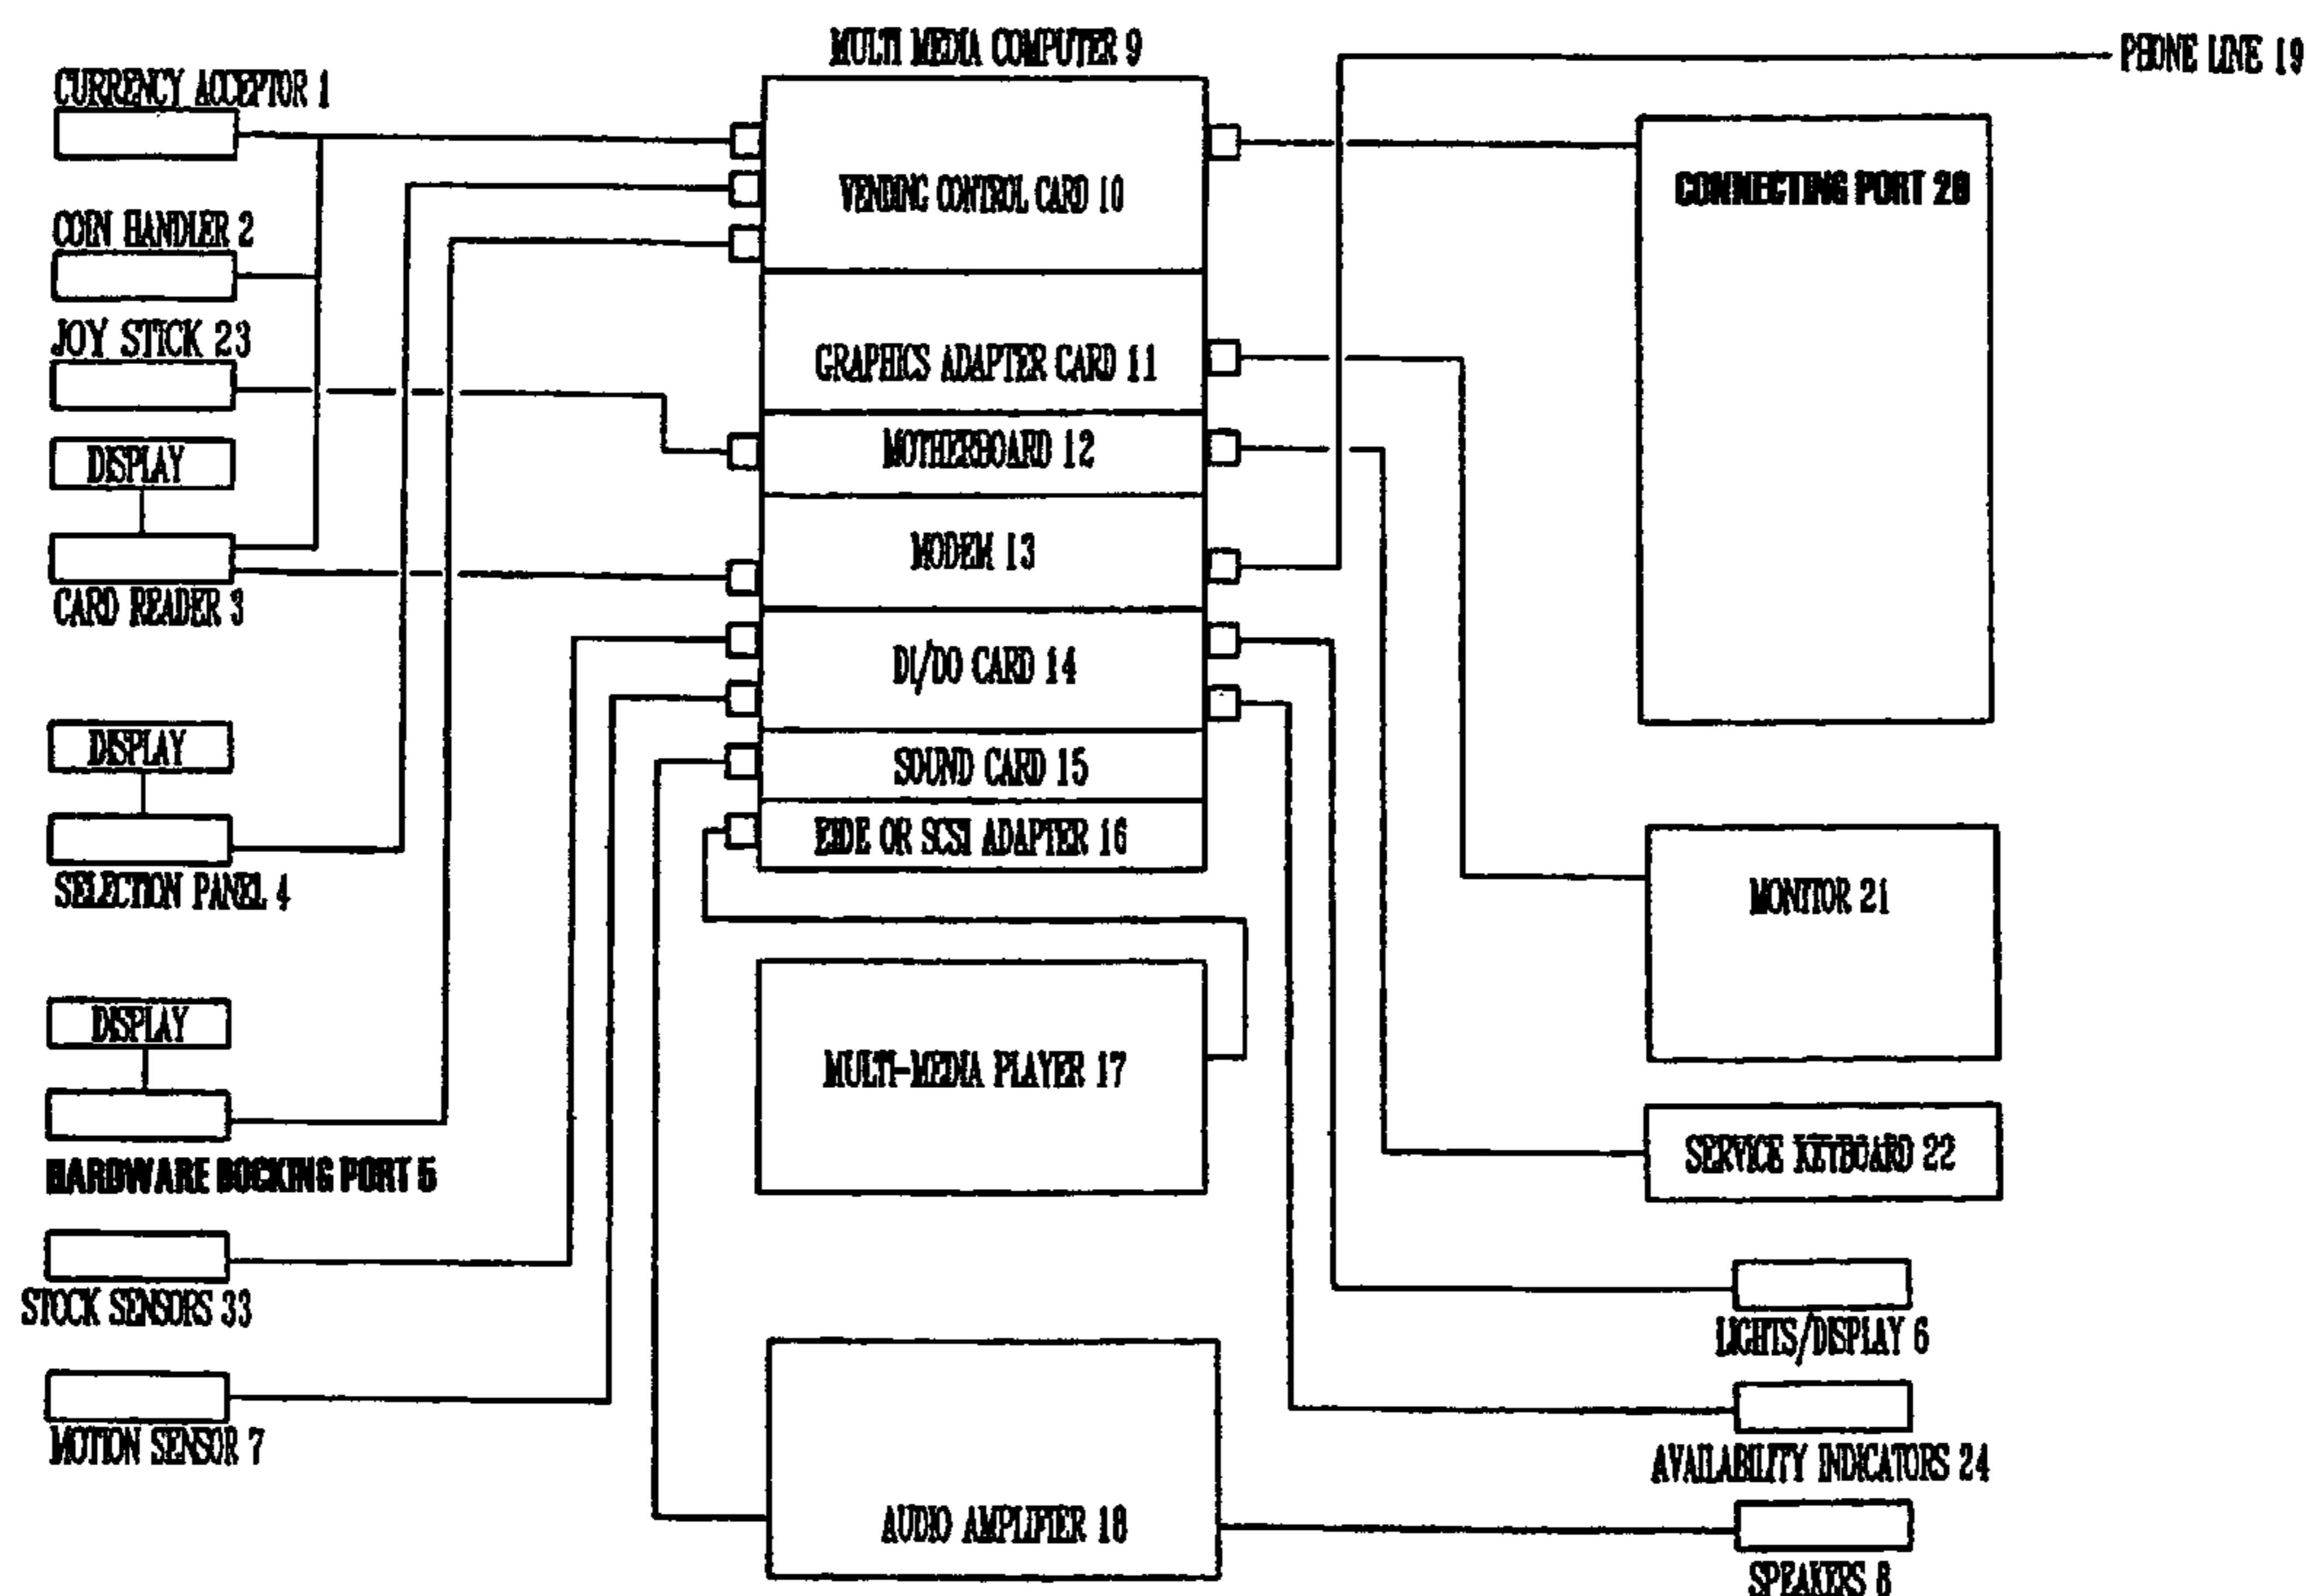 MULTI MEDIA COMPUTER 9
PHONE LINE 19
CURRENCY ACCEPTOR 1
COIN HANDLER 2
JOY STICK 23
DISPLAY
CARD READER 3
DISPLAY
SELECTION PANEL 4
DISPLAY
HARDWARE DOCKING PORT 5
STOCK SENSORS 33
MOTION SENSOR 7
VENDING CONTROL CARD 10
GRAPHICS ADAPTER CARD 11
MOTHERBOARD 12
MODEM 13
DI/DO CARD 14
SOUND CARD 15
EIDE OR SCSI ADAPTER 16
MULTI-MEDIA PLAYER 17
AUDIO AMPLIFIER 18
CONNECTING PORT 20
MONITOR 21
SERVICE KEYBOARD 22
LIGHTS/DISPLAY 6
AVAILABILITY INDICATORS 24
SPEAKERS 8